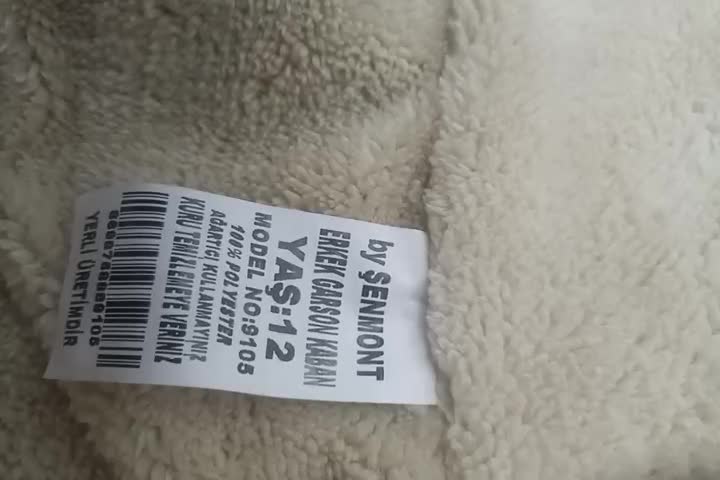 by ŞENMONT
ERKEK GARSON KABAN
YAŞ:12
MODEL NO:9105
100% POLYESTER
AĞARTIGI KULLANMAYINIZ
KURU TEMİZLEMEYE VERİNİZ
YERLİ ÜRETİMDİR